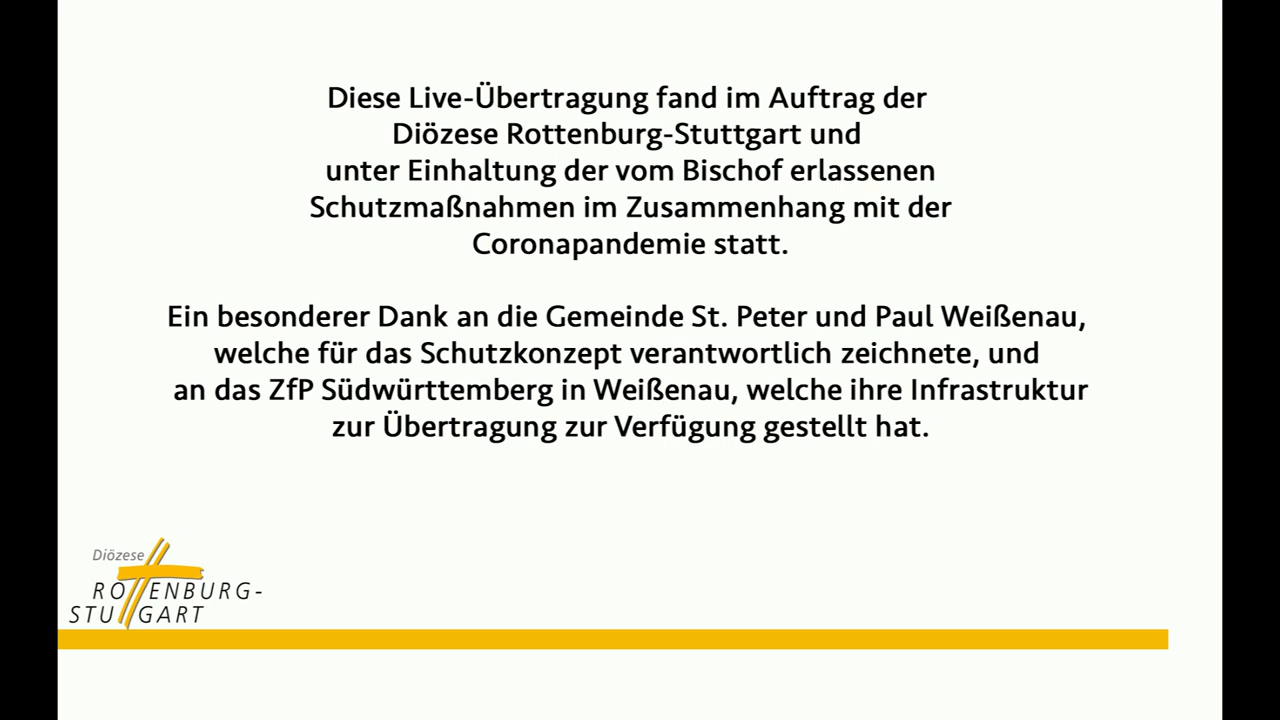 Diese Live-Übertragung fand im Auftrag der
Diözese Rottenburg-Stuttgart und
unter Einhaltung der vom Bischof erlassenen
Schutzmaßnahmen im Zusammenhang mit der
Coronapandemie statt.
Ein besonderer Dank an die Gemeinde St. Peter und Paul Weißenau,
welche für das Schutzkonzept verantwortlich zeichnete, und
an das ZfP Südwürttemberg in Weißenau, welche ihre Infrastruktur
zur Übertragung zur Verfügung gestellt hat.
Diözese
ROTTENBURG-
STUTTGART